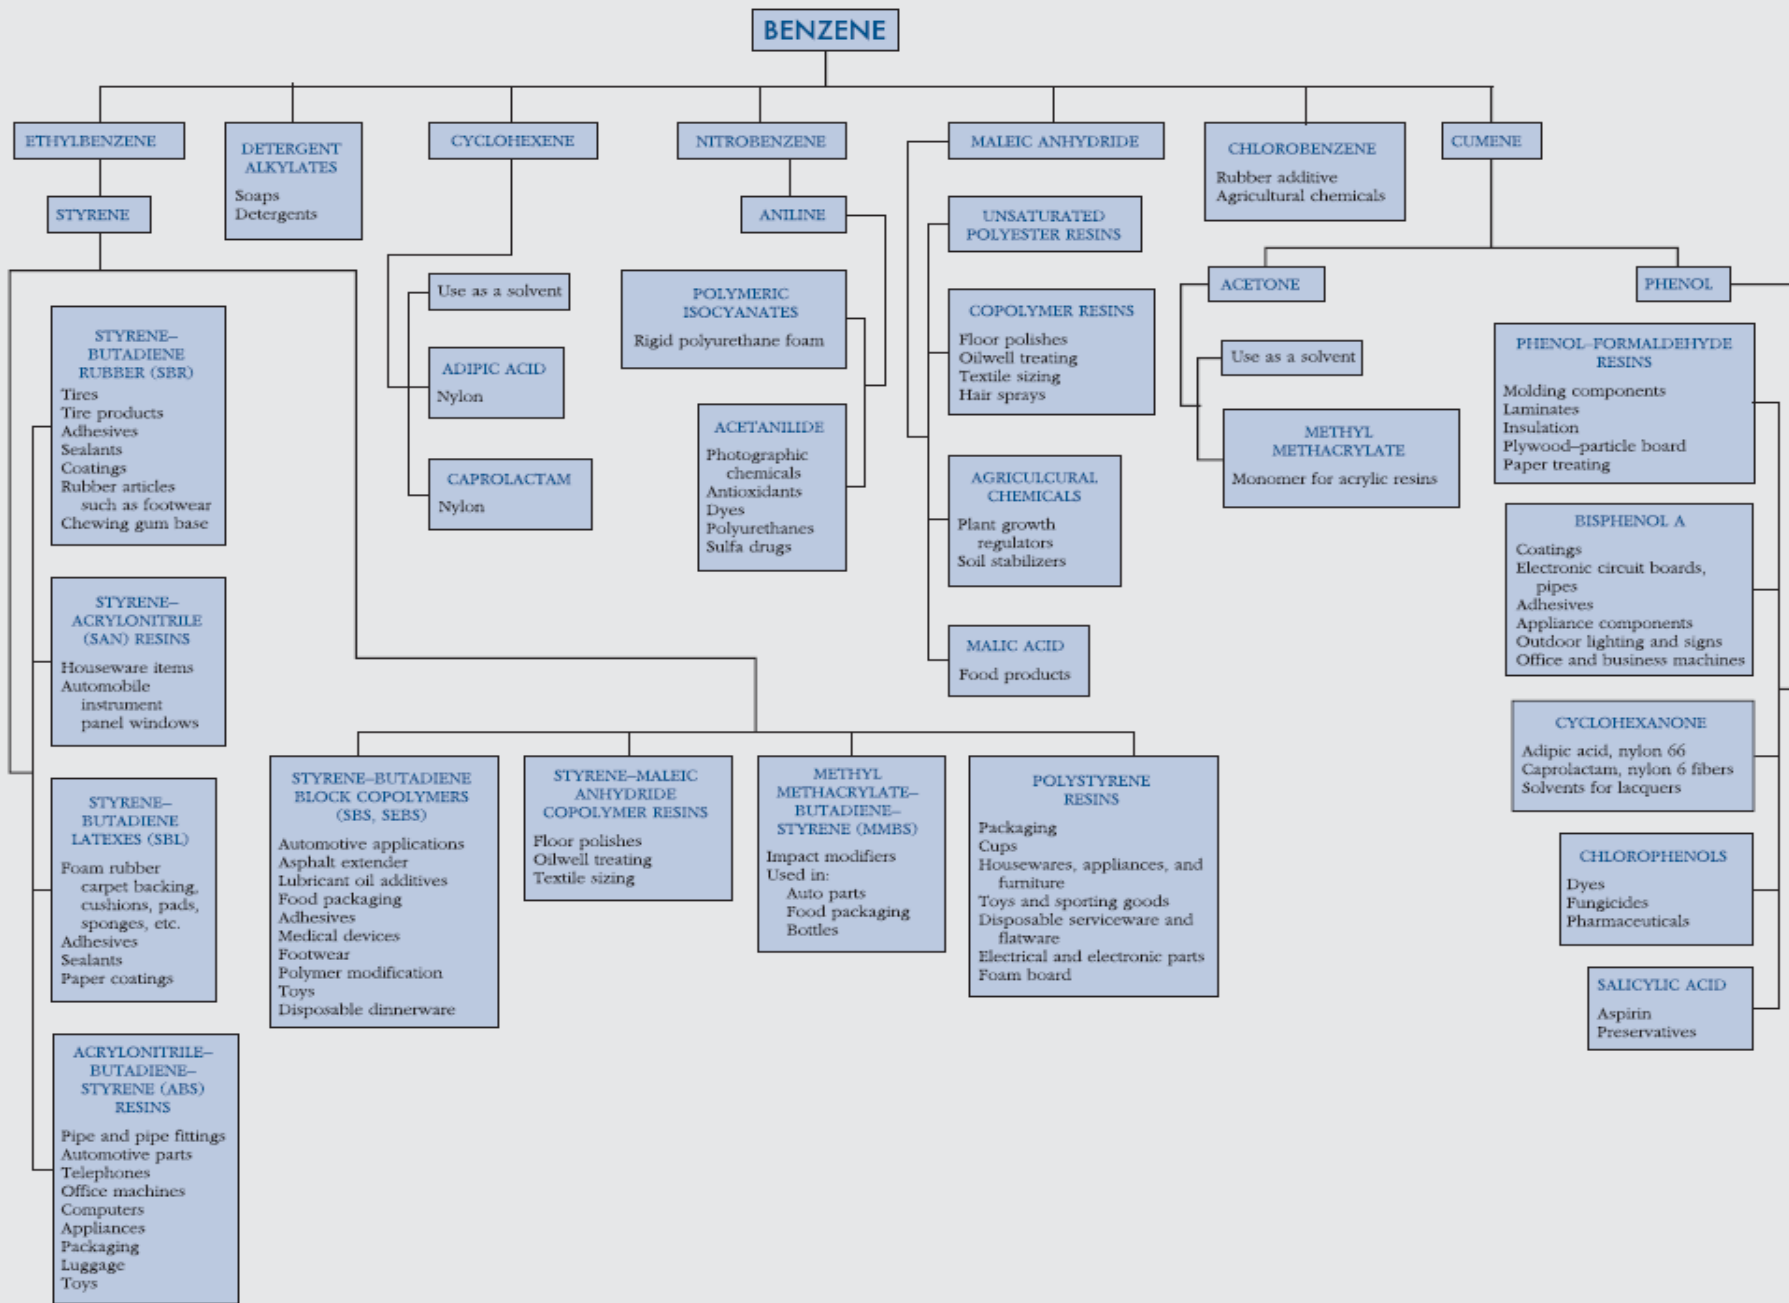 BENZENE
ETHYLBENZENE
STYRENE
STYRENE–
BUTADIENE
RUBBER (SBR)
Tires
Tire products
Adhesives
Sealants
Coatings
Rubber articles
such as footwear
Chewing gum base
STYRENE–
ACRYLONITRILE
(SAN) RESINS
Houseware items
Automobile
instrument
panel windows
STYRENE–
BUTADIENE
LATEXES (SBL)
Foam rubber
carpet backing,
cushions, pads,
sponges, etc.
Adhesives
Sealants
Paper coatings
ACRYLONITRILE–
BUTADIENE–
STYRENE (ABS)
RESINS
Pipe and pipe fittings
Automotive parts
Telephones
Office machines
Computers
Appliances
Packaging
Luggage
Toys
STYRENE–BUTADIENE
BLOCK COPOLYMERS
(SBS, SEBS)
Automotive applications
Asphalt extender
Lubricant oil additives
Food packaging
Adhesives
Medical devices
Footwear
Polymer modification
Toys
Disposable dinnerware
STYRENE–MALEIC
ANHYDRIDE
COPOLYMER RESINS
Floor polishes
Oilwell treating
Textile sizing
METHYL
METHACRYLATE–
BUTADIENE–
STYRENE (MMBS)
Impact modifiers
Used in:
Auto parts
Food packaging
Bottles
POLYSTYRENE
RESINS
Packaging
Cups
Housewares, appliances, and
furniture
Toys and sporting goods
Disposable serviceware and
flatware
Electrical and electronic parts
Foam board
DETERGENT
ALKYLATES
Soaps
Detergents
CYCLOHEXENE
Use as a solvent
ADIPIC ACID
Nylon
CAPROLACTAM
Nylon
NITROBENZENE
ANILINE
POLYMERIC
ISOCYANATES
Rigid polyurethane foam
ACETANILIDE
Photographic
chemicals
Antioxidants
Dyes
Polyurethanes
Sulfa drugs
MALEIC ANHYDRIDE
UNSATURATED
POLYESTER RESINS
COPOLYMER RESINS
Floor polishes
Oilwell treating
Textile sizing
Hair sprays
AGRICULCURAL
CHEMICALS
Plant growth
regulators
Soil stabilizers
MALIC ACID
Food products
CHLOROBENZENE
Rubber additive
Agricultural chemicals
CUMENE
ACETONE
Use as a solvent
METHYL
METHACRYLATE
Monomer for acrylic resins
PHENOL
PHENOL–FORMALDEHYDE
RESINS
Molding components
Laminates
Insulation
Plywood–particle board
Paper treating
BISPHENOL A
Coatings
Electronic circuit boards,
pipes
Adhesives
Appliance components
Outdoor lighting and signs
Office and business machines
CYCLOHEXANONE
Adipic acid, nylon 66
Caprolactam, nylon 6 fibers
Solvents for lacquers
CHLOROPHENOLS
Dyes
Fungicides
Pharmaceuticals
SALICYLIC ACID
Aspirin
Preservatives